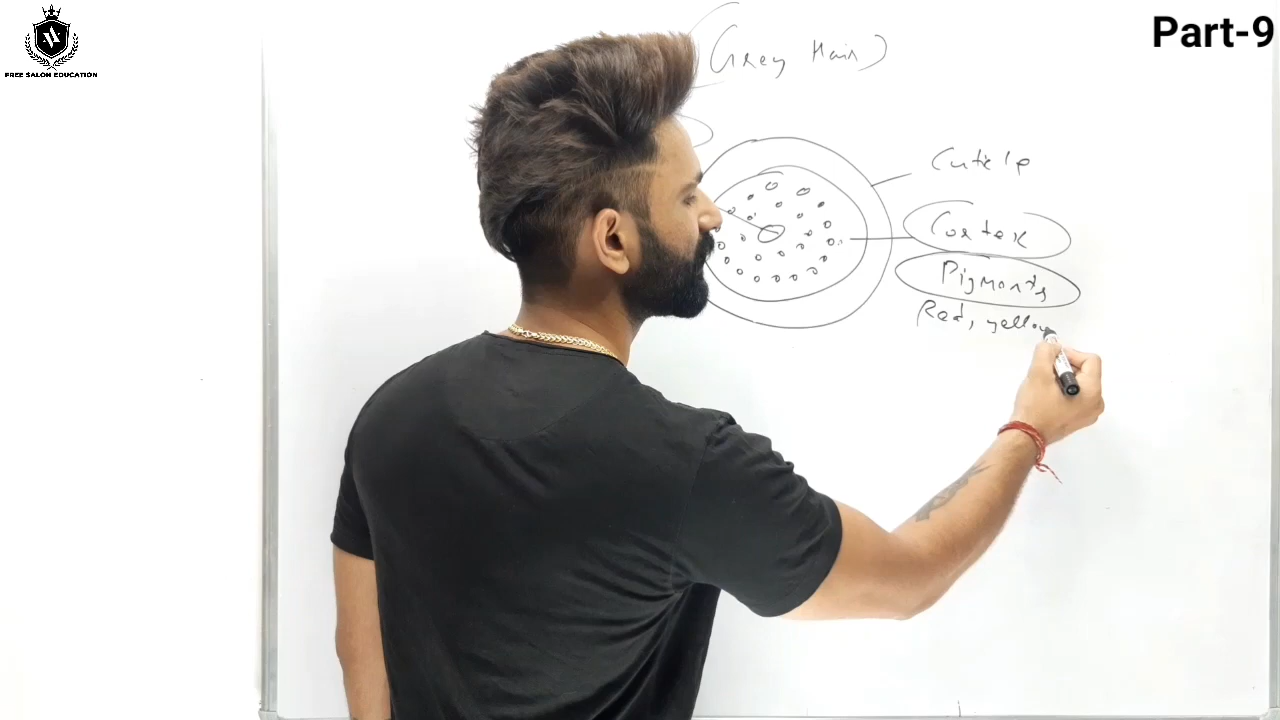 Part-9
FREE SALON EDUCATION
(Grey Hair)
Cuticle
Cortex
Pigments
Red, yellow